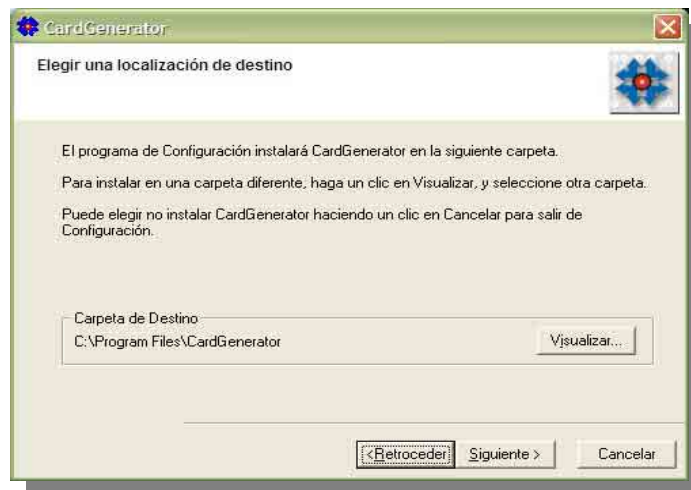 CardGenerator
Elegir una localización de destino
El programa de Configuración instalará CardGenerator en la siguiente carpeta.
Para instalar en una carpeta diferente, haga un clic en Visualizar, y seleccione otra carpeta.
Puede elegir no instalar CardGenerator haciendo un clic en Cancelar para salir de
Configuración.
Carpeta de Destino
C:\Program Files\CardGenerator
Visualizar...
<Retroceder
Siguiente >
Cancelar